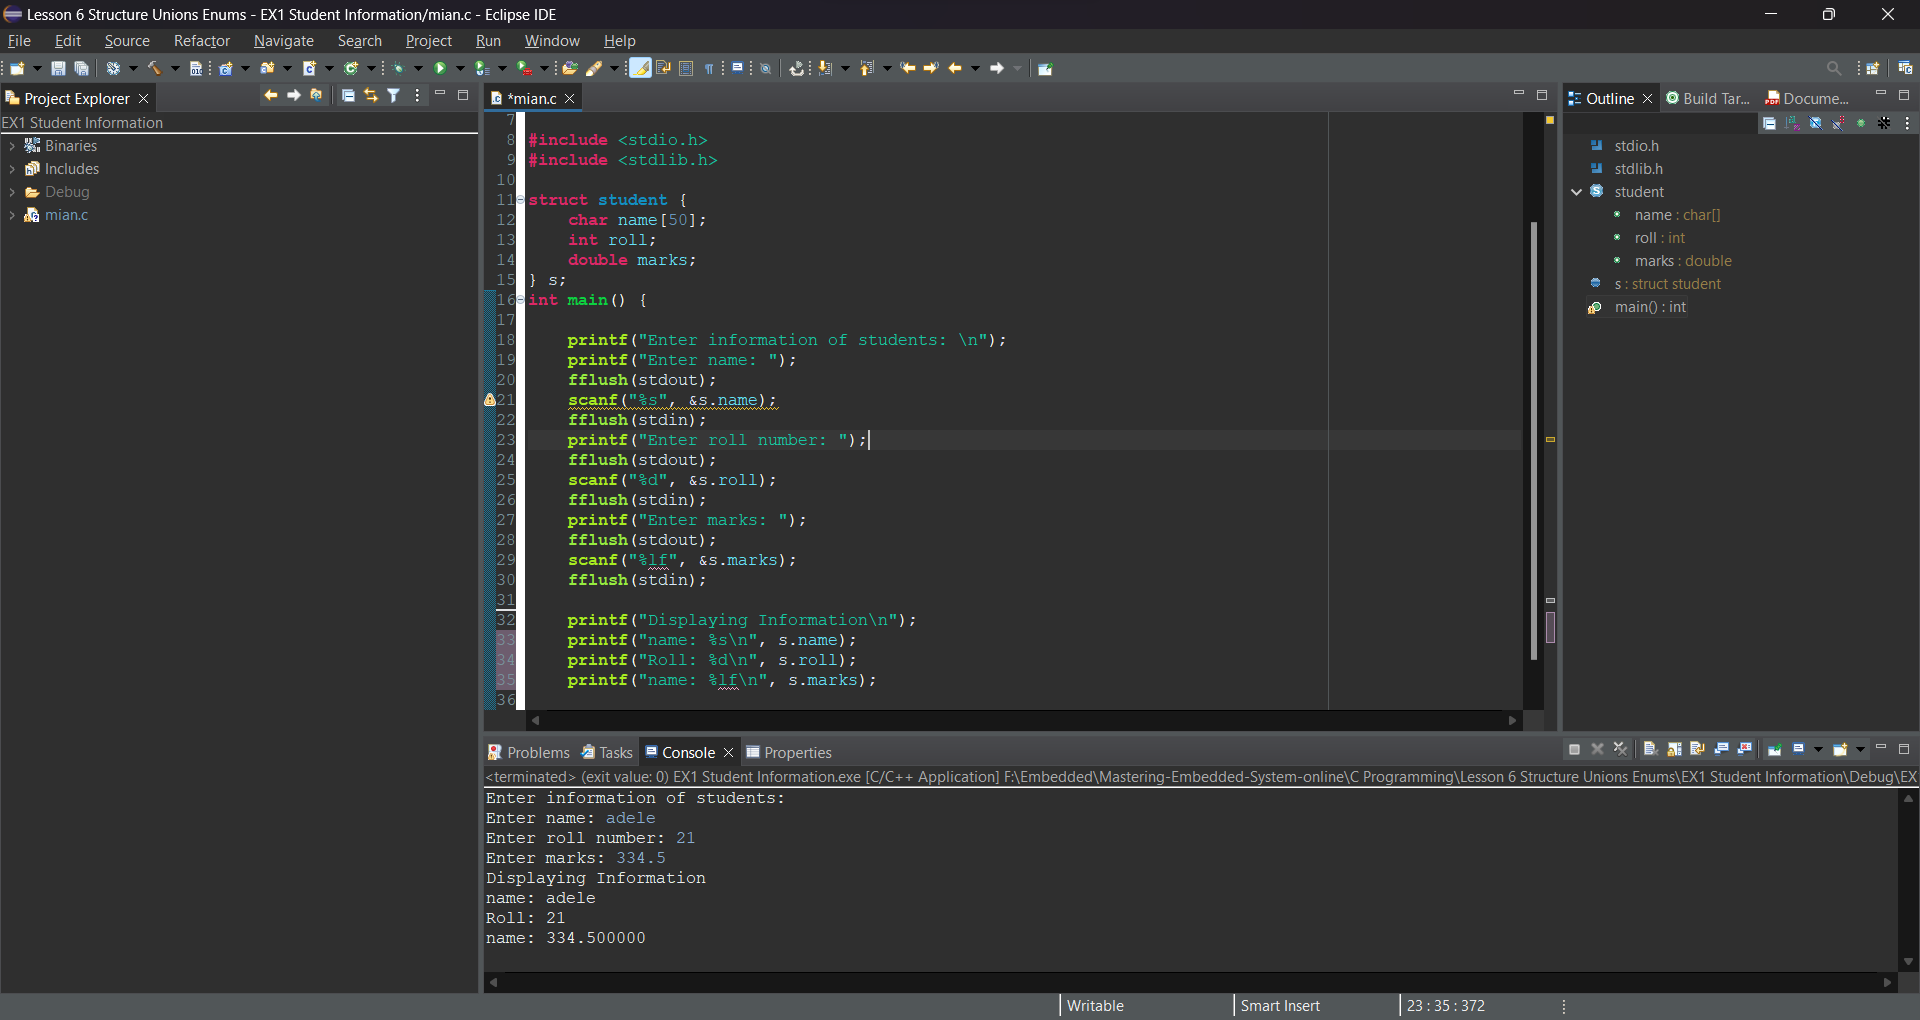 Lesson 6 Structure Unions Enums - EX1 Student Information/mian.c - Eclipse IDE
File Edit Source Refactor Navigate Search Project Run Window Help
Project Explorer
EX1 Student Information
Binaries
Includes
Debug
mian.c
*mian.c
7
8 #include <stdio.h>
9 #include <stdlib.h>
10
11 struct student {
12 char name[50];
13 int roll;
14 double marks;
15 } s;
16 int main() {
17
18 printf("Enter information of students: \n");
19 printf("Enter name: ");
20 fflush(stdout);
21 scanf("%s", &s.name);
22 fflush(stdin);
23 printf("Enter roll number: ");
24 fflush(stdout);
25 scanf("%d", &s.roll);
26 fflush(stdin);
27 printf("Enter marks: ");
28 fflush(stdout);
29 scanf("%lf", &s.marks);
30 fflush(stdin);
31
32 printf("Displaying Information\n");
33 printf("name: %s\n", s.name);
34 printf("Roll: %d\n", s.roll);
35 printf("name: %lf\n", s.marks);
36
Outline Build Tar... Docume...
stdio.h
stdlib.h
student
name : char[]
roll : int
marks : double
s : struct student
main() : int
Problems Tasks Console Properties
<terminated> (exit value: 0) EX1 Student Information.exe [C/C++ Application] F:\Embedded\Mastering-Embedded-System-online\C Programming\Lesson 6 Structure Unions Enums\EX1 Student Information\Debug\EX
Enter information of students:
Enter name: adele
Enter roll number: 21
Enter marks: 334.5
Displaying Information
name: adele
Roll: 21
name: 334.500000
Writable Smart Insert 23 : 35 : 372